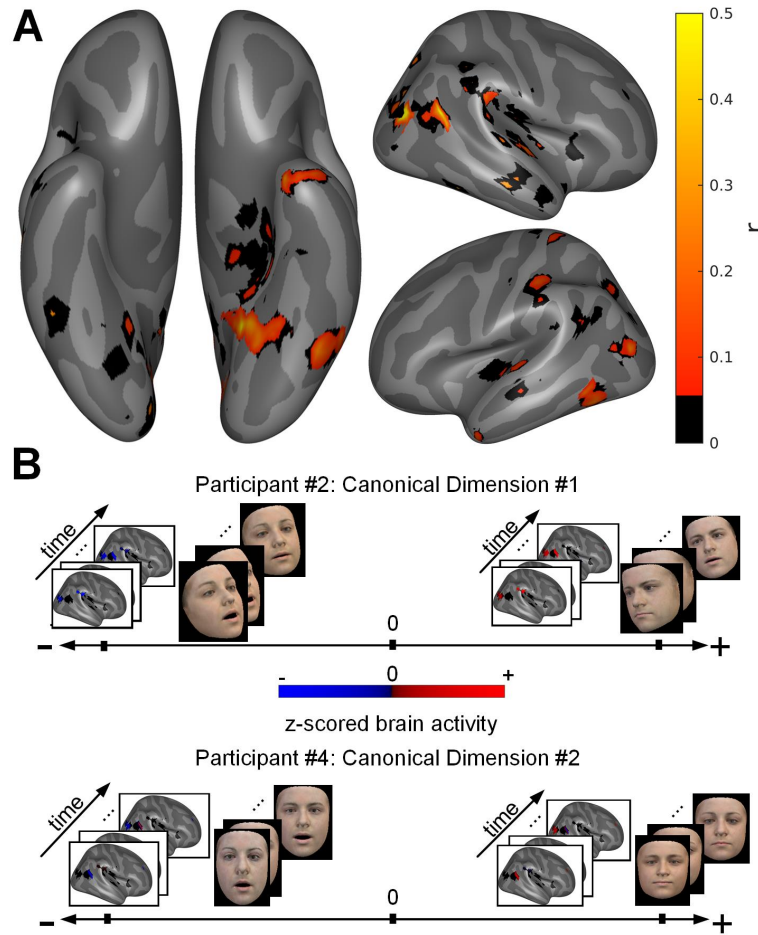 A
0.5
0.4
0.3
0.2
0.1
0
r
B
Participant #2: Canonical Dimension #1
time
...
...
time
...
...
0
-
+
-
0
+
z-scored brain activity
Participant #4: Canonical Dimension #2
time
...
...
time
...
...
0
-
+